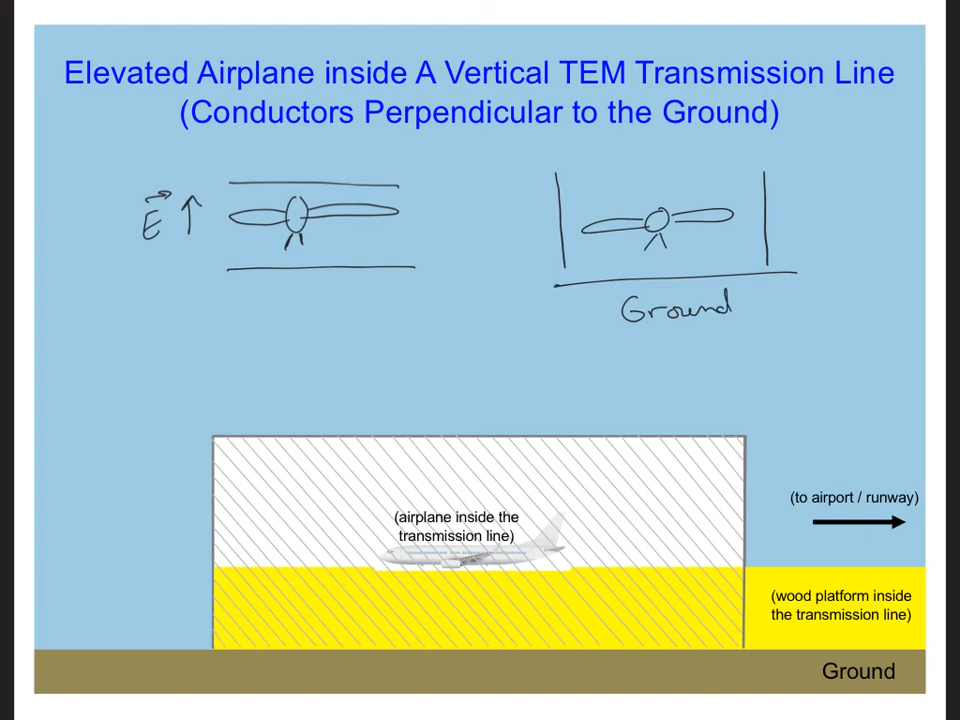 Elevated Airplane inside A Vertical TEM Transmission Line
(Conductors Perpendicular to the Ground)
E
Ground
(to airport / runway)
(airplane inside the
transmission line)
(wood platform inside
the transmission line)
Ground